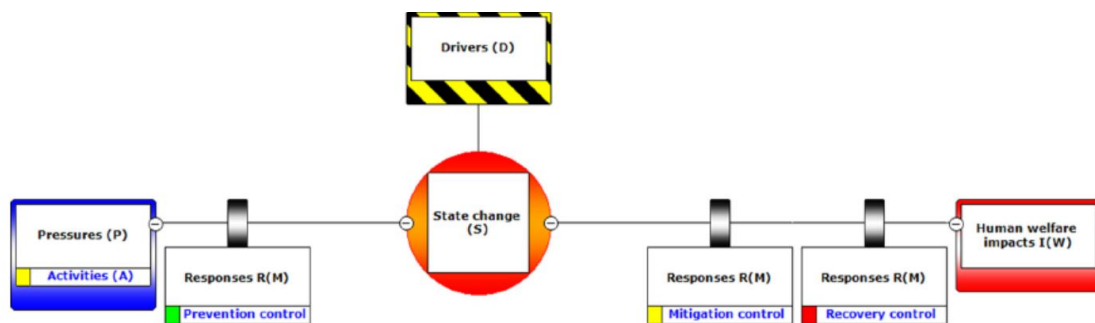 Drivers (D)
State change
(S)
Pressures (P)
Activities (A)
Responses R(M)
Prevention control
Responses R(M)
Mitigation control
Responses R(M)
Recovery control
Human welfare
impacts I(W)